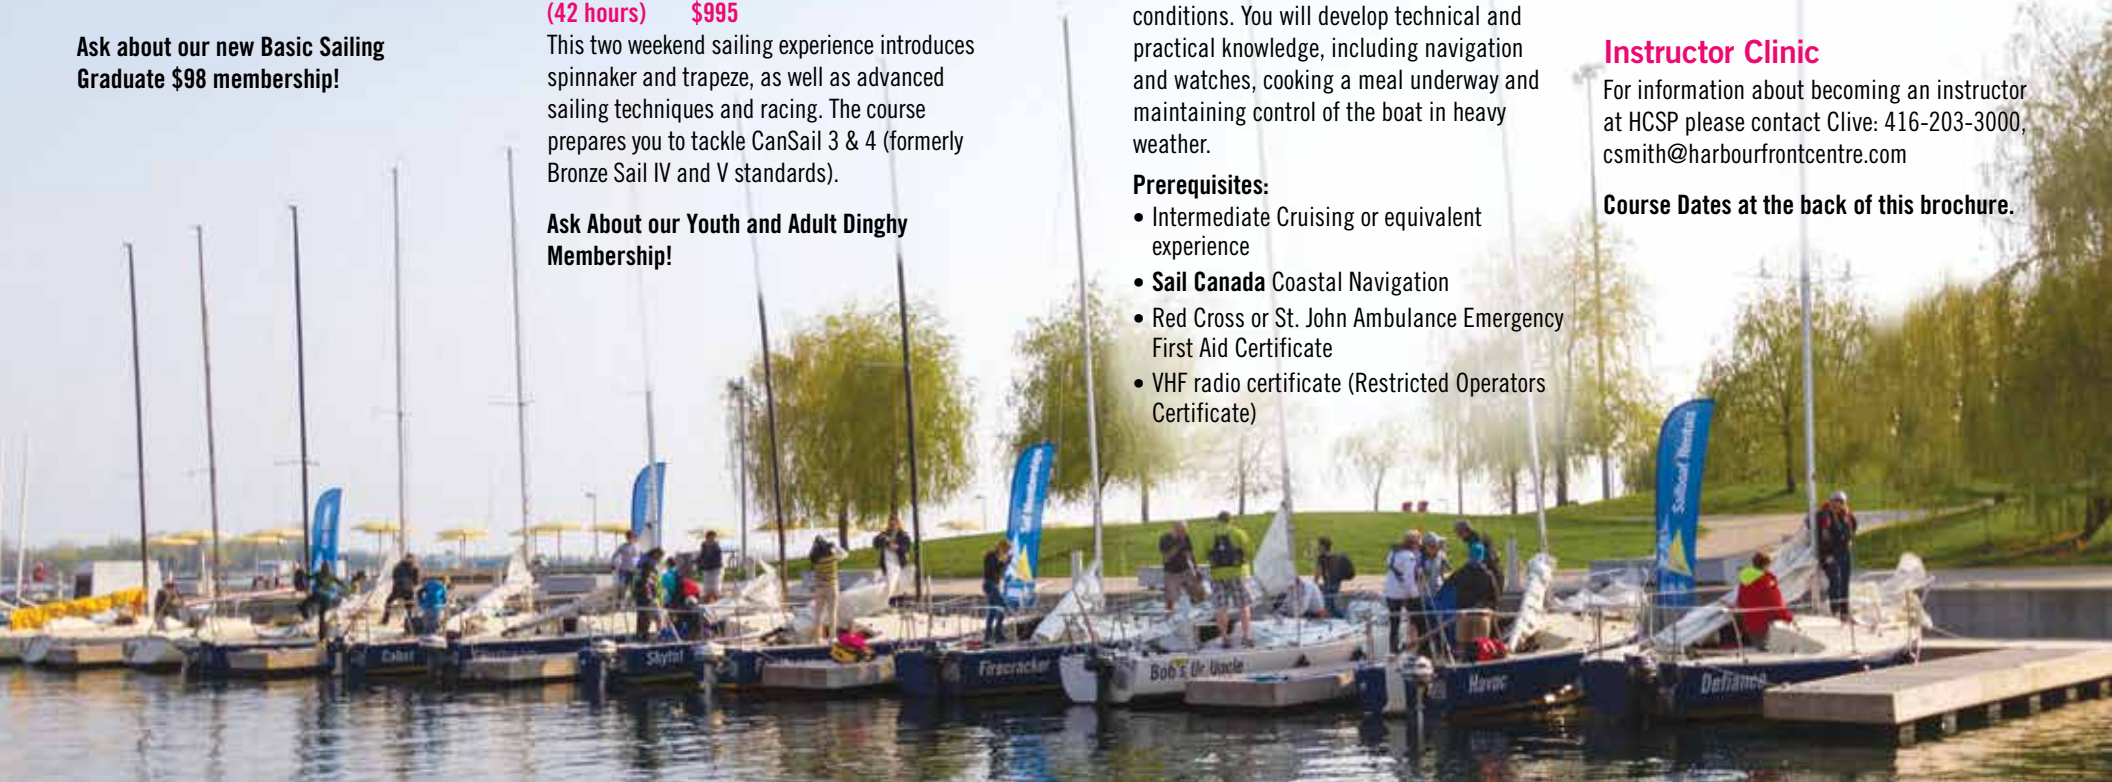 Ask about our new Basic Sailing
Graduate $98 membership!
(42 hours) $995
This two weekend sailing experience introduces
spinnaker and trapeze, as well as advanced
sailing techniques and racing. The course
prepares you to tackle CanSail 3 & 4 (formerly
Bronze Sail IV and V standards).
Ask About our Youth and Adult Dinghy
Membership!
conditions. You will develop technical and
practical knowledge, including navigation
and watches, cooking a meal underway and
maintaining control of the boat in heavy
weather.
Prerequisites:
• Intermediate Cruising or equivalent
experience
• Sail Canada Coastal Navigation
• Red Cross or St. John Ambulance Emergency
First Aid Certificate
• VHF radio certificate (Restricted Operators
Certificate)
Instructor Clinic
For information about becoming an instructor
at HCSP please contact Clive: 416-203-3000,
csmith@harbourfrontcentre.com
Course Dates at the back of this brochure.
Sailboat Rentals
Cabot
Firecracker
Bob's Ur Uncle
Havoc
Defiance